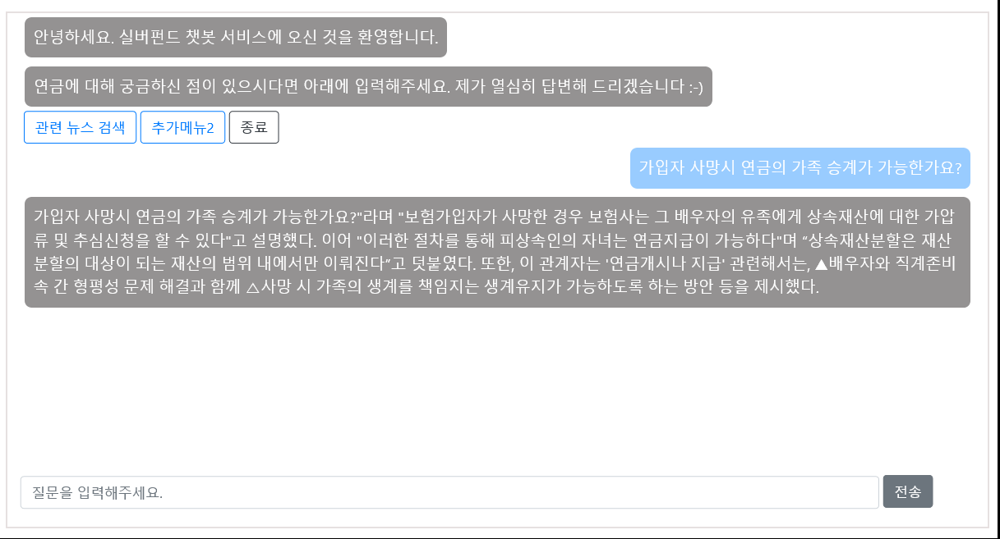 안녕하세요. 실버펀드 챗봇 서비스에 오신 것을 환영합니다.
연금에 대해 궁금하신 점이 있으시다면 아래에 입력해주세요. 제가 열심히 답변해 드리겠습니다 :-)
관련 뉴스 검색 추가메뉴2 종료
가입자 사망시 연금의 가족 승계가 가능한가요?
가입자 사망시 연금의 가족 승계가 가능한가요?"라며 "보험가입자가 사망한 경우 보험사는 그 배우자의 유족에게 상속재산에 대한 가압
류 및 추심신청을 할 수 있다"고 설명했다. 이어 "이러한 절차를 통해 피상속인의 자녀는 연금지급이 가능하다"며 “상속재산분할은 재산
분할의 대상이 되는 재산의 범위 내에서만 이뤄진다”고 덧붙였다. 또한, 이 관계자는 '연금개시나 지급' 관련해서는, ▲배우자와 직계존비
속 간 형평성 문제 해결과 함께 △사망 시 가족의 생계를 책임지는 생계유지가 가능하도록 하는 방안 등을 제시했다.
질문을 입력해주세요. 전송